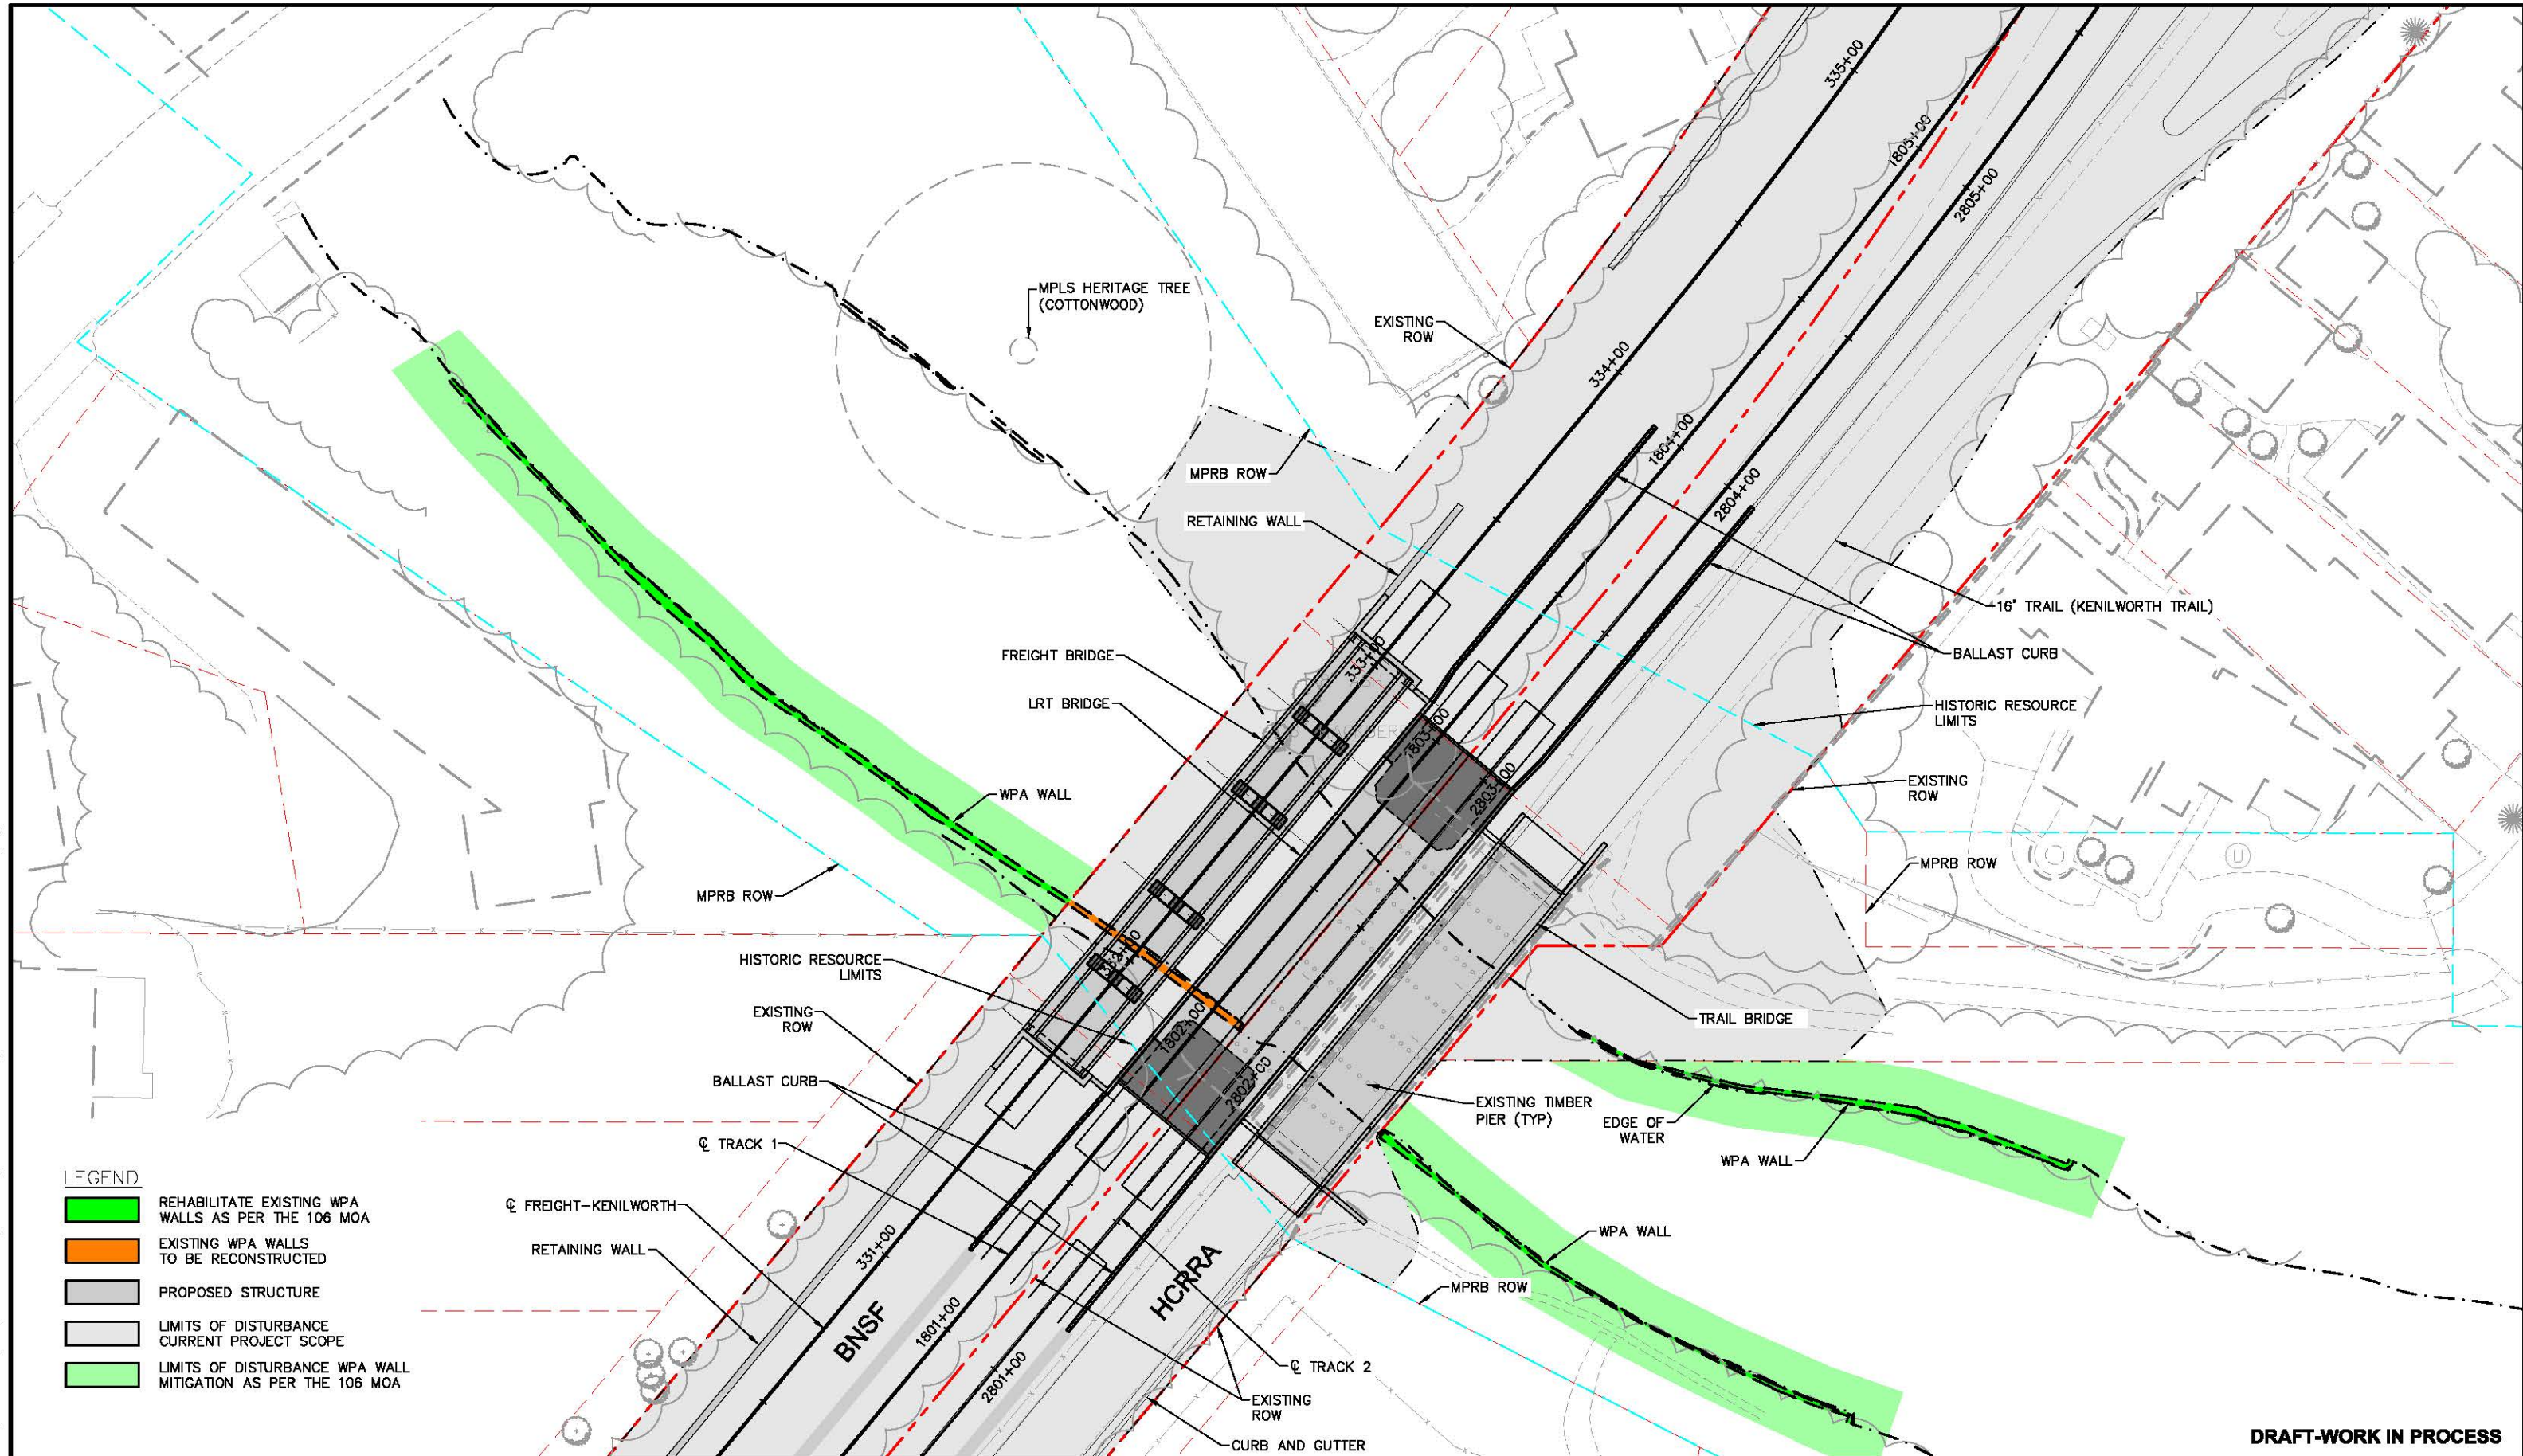 335+00
1805+00
2805+00
MPLS HERITAGE TREE
(COTTONWOOD)
EXISTING
ROW
334+00
1804+00
MPRB ROW
2804+00
RETAINING WALL
16' TRAIL (KENILWORTH TRAIL)
333+00
FREIGHT BRIDGE
BALLAST CURB
LRT BRIDGE
HISTORIC RESOURCE
LIMITS
1803+00
2803+00
EXISTING
ROW
WPA WALL
MPRB ROW
MPRB ROW
332+00
HISTORIC RESOURCE
LIMITS
EXISTING
ROW
1802+00
TRAIL BRIDGE
2802+00
BALLAST CURB
EXISTING TIMBER
PIER (TYP)
EDGE OF
WATER
WPA WALL
℄ TRACK 1
LEGEND
REHABILITATE EXISTING WPA
WALLS AS PER THE 106 MOA
EXISTING WPA WALLS
TO BE RECONSTRUCTED
PROPOSED STRUCTURE
LIMITS OF DISTURBANCE
CURRENT PROJECT SCOPE
LIMITS OF DISTURBANCE WPA WALL
MITIGATION AS PER THE 106 MOA
℄ FREIGHT-KENILWORTH
RETAINING WALL
331+00
WPA WALL
MPRB ROW
HCRRA
BNSF
1801+00
2801+00
℄ TRACK 2
EXISTING
ROW
CURB AND GUTTER
U
DRAFT-WORK IN PROCESS